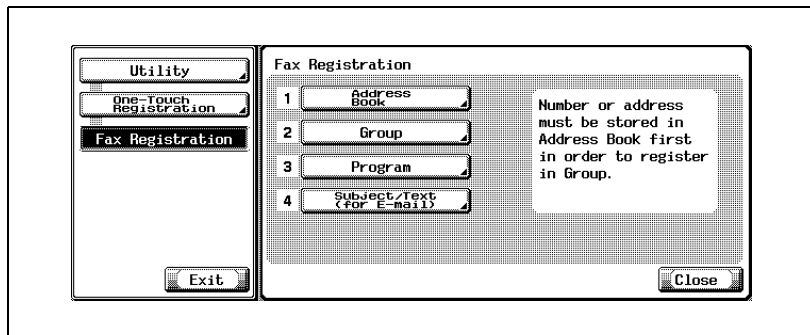 Utility
One-Touch
Registration
Fax Registration
Exit
Fax Registration
1 Address
Book
2 Group
3 Program
4 Subject/Text
(for E-mail)
Number or address
must be stored in
Address Book first
in order to register
in Group.
Close